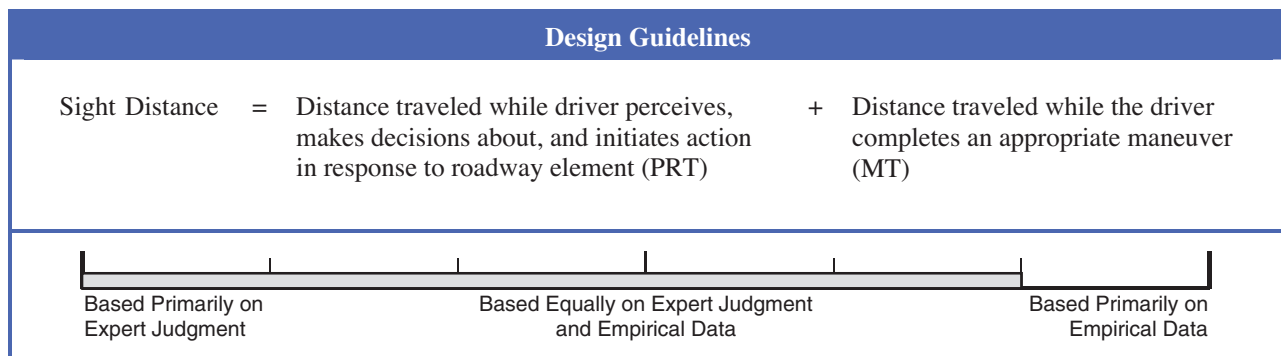 Design Guidelines
Sight Distance = Distance traveled while driver perceives, + Distance traveled while the driver
makes decisions about, and initiates action completes an appropriate maneuver
in response to roadway element (PRT) (MT)
Based Primarily on Based Equally on Expert Judgment Based Primarily on
Expert Judgment and Empirical Data Empirical Data